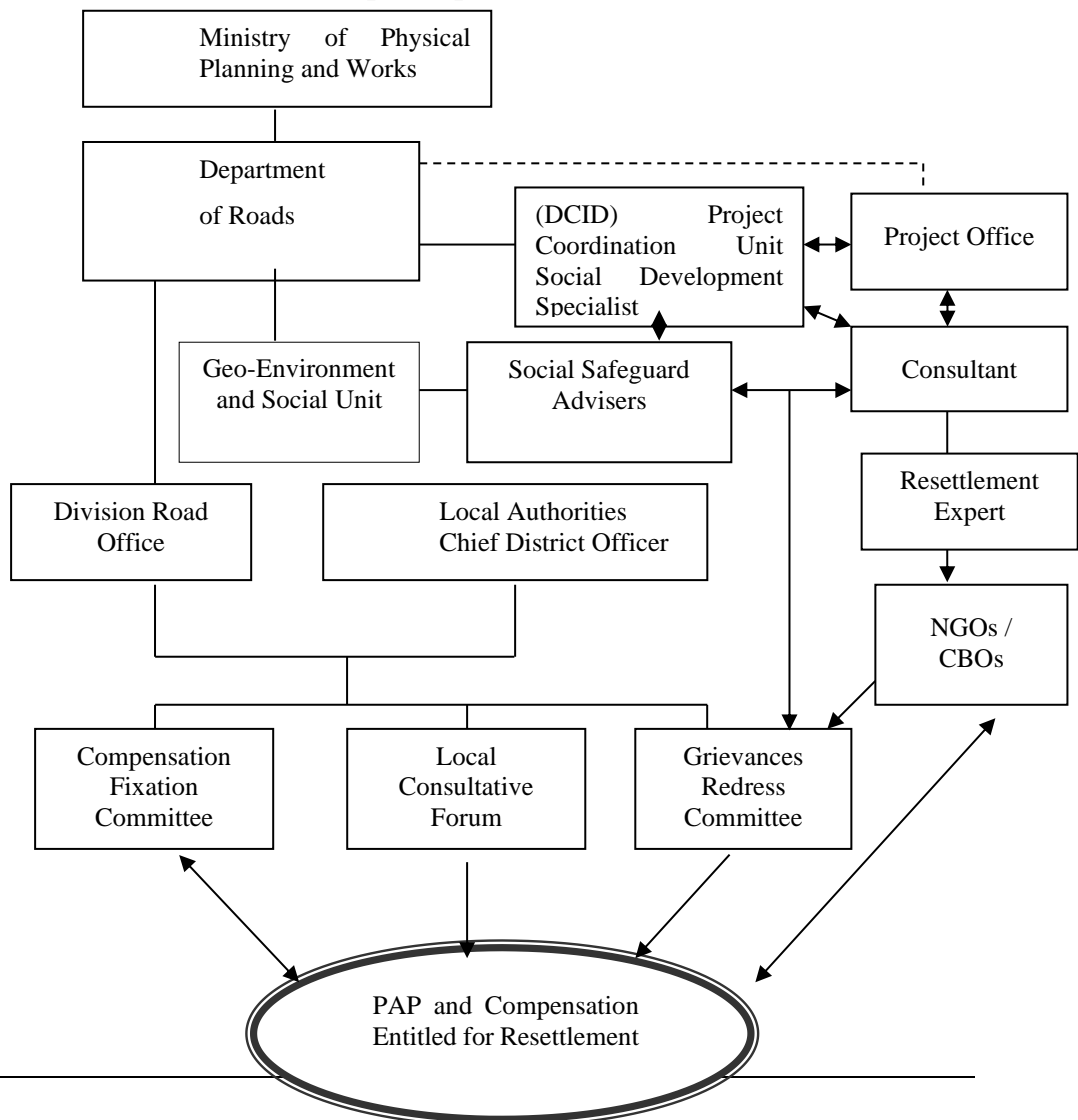 Ministry of Physical
Planning and Works
Department
of Roads
(DCID) Project
Coordination Unit
Social Development
Specialist
Project Office
Geo-Environment
and Social Unit
Social Safeguard
Advisers
Consultant
Division Road
Office
Local Authorities
Chief District Officer
Resettlement
Expert
NGOs /
CBOs
Compensation
Fixation
Committee
Local
Consultative
Forum
Grievances
Redress
Committee
PAP and Compensation
Entitled for Resettlement